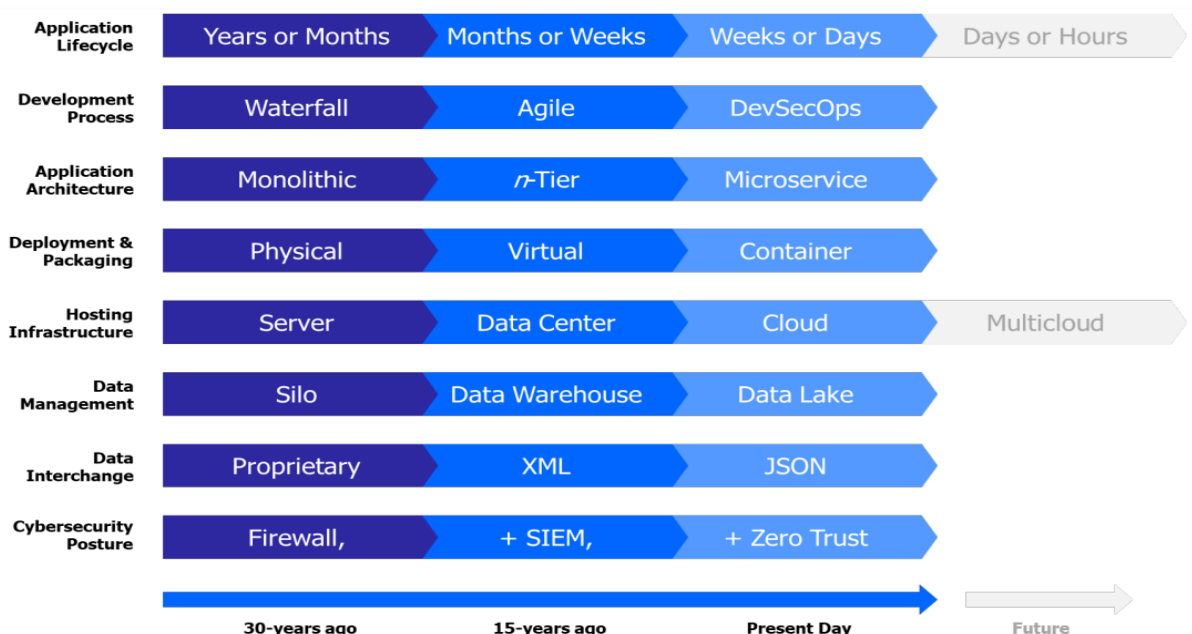 Application
Lifecycle
Years or Months
Months or Weeks
Weeks or Days
Days or Hours
Development
Process
Waterfall
Agile
DevSecOps
Application
Architecture
Monolithic
n-Tier
Microservice
Deployment &
Packaging
Physical
Virtual
Container
Hosting
Infrastructure
Server
Data Center
Cloud
Multicloud
Data
Management
Silo
Data Warehouse
Data Lake
Data
Interchange
Proprietary
XML
JSON
Cybersecurity
Posture
Firewall,
+ SIEM,
+ Zero Trust
30-years ago
15-years ago
Present Day
Future